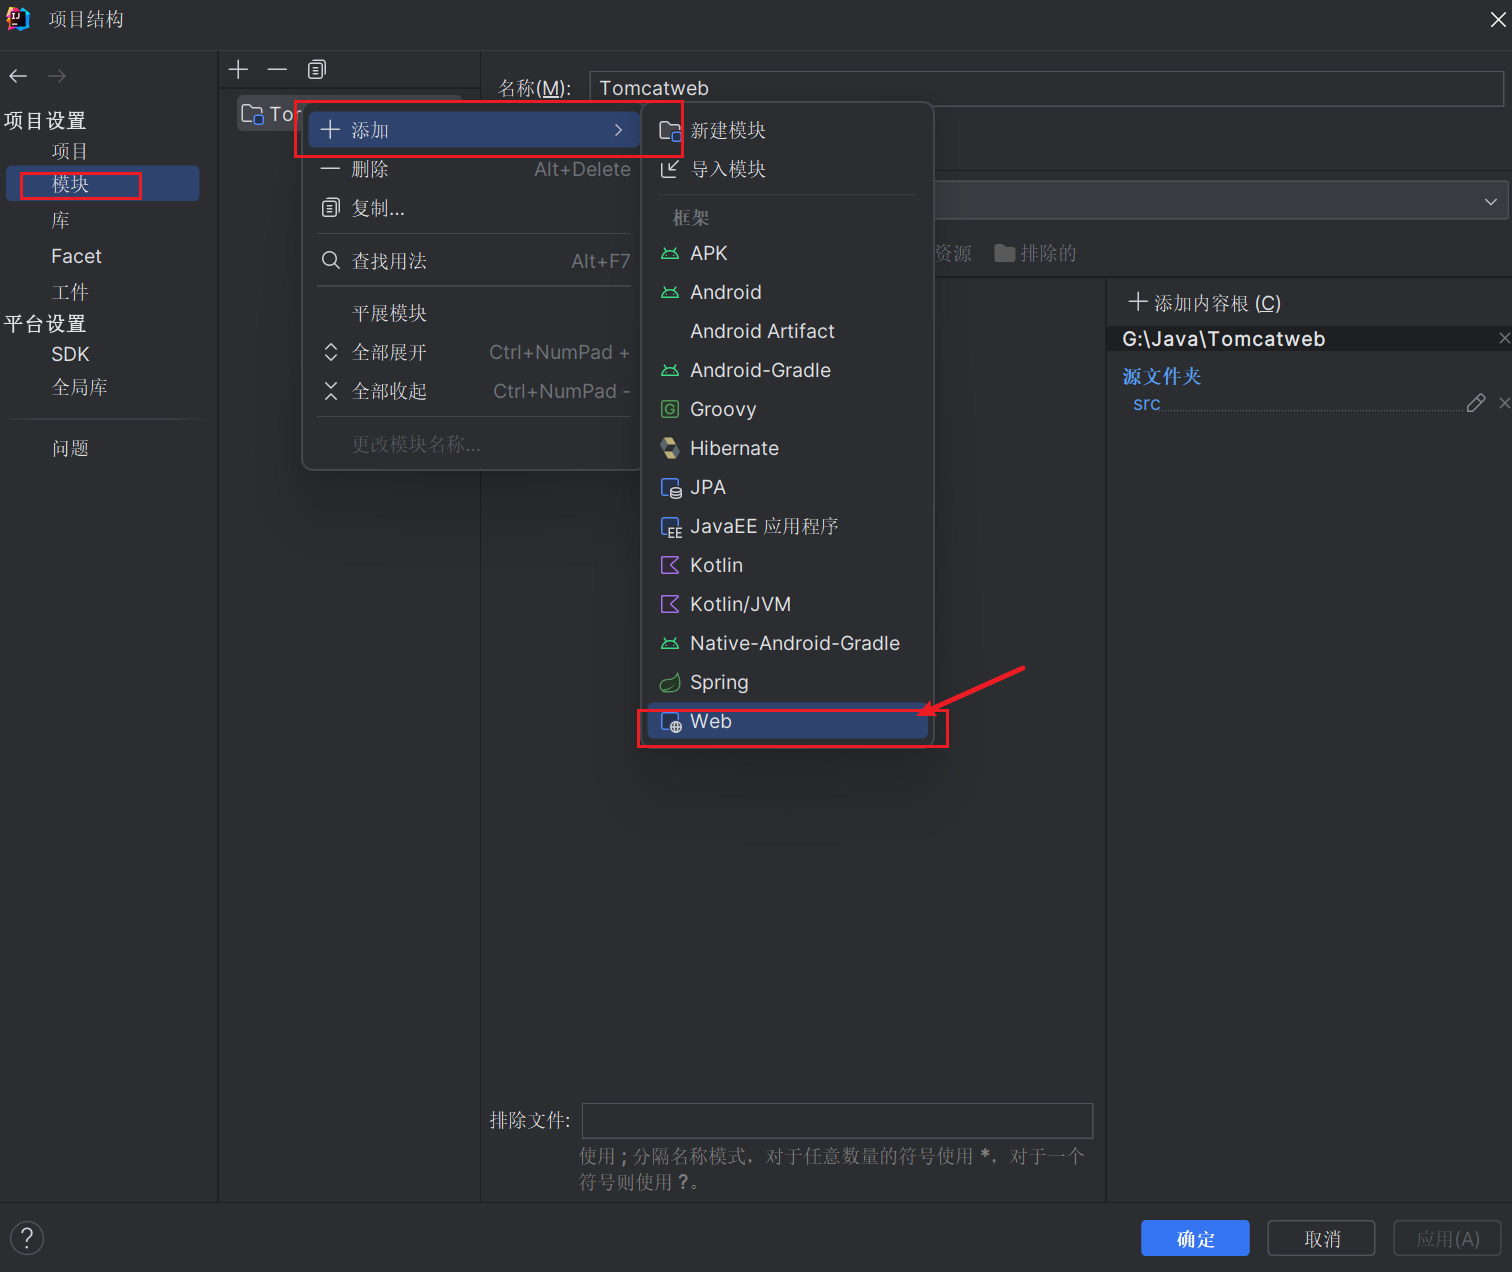 项目结构
项目设置
项目
模块
库
Facet
工件
平台设置
SDK
全局库
问题
名称(M):
Tomcatweb
添加
删除 Alt+Delete
复制...
查找用法 Alt+F7
平展模块
全部展开 Ctrl+NumPad +
全部收起 Ctrl+NumPad -
更改模块名称...
新建模块
导入模块
框架
APK
Android
Android Artifact
Android-Gradle
Groovy
Hibernate
JPA
JavaEE 应用程序
Kotlin
Kotlin/JVM
Native-Android-Gradle
Spring
Web
资源 排除的
添加内容根 (C)
G:\Java\Tomcatweb
源文件夹
src
排除文件:
使用 ; 分隔名称模式，对于任意数量的符号使用 *，对于一个
符号则使用 ?。
确定 取消 应用(A)